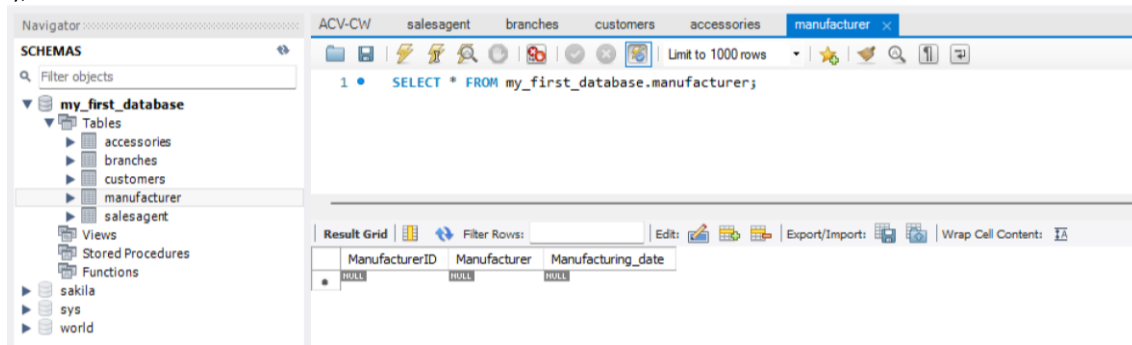 Navigator
SCHEMAS
Filter objects
my_first_database
Tables
accessories
branches
customers
manufacturer
salesagent
Views
Stored Procedures
Functions
sakila
sys
world
ACV-CW salesagent branches customers accessories manufacturer ×
Limit to 1000 rows
1 SELECT * FROM my_first_database.manufacturer;
Result Grid Filter Rows: Edit: Export/Import: Wrap Cell Content: IA
ManufacturerID Manufacturer Manufacturing_date
NULL NULL NULL